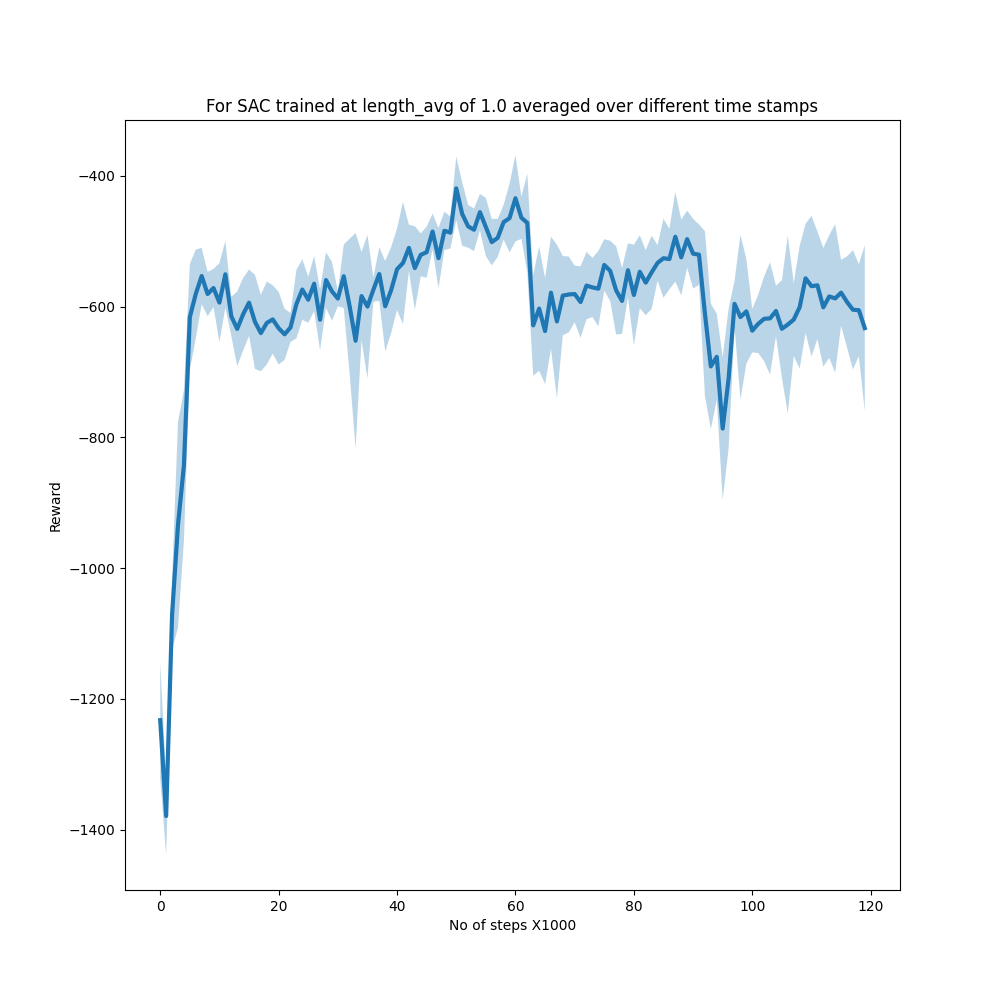 For SAC trained at length_avg of 1.0 averaged over different time stamps
−400
−600
−800
−1000
−1200
−1400
Reward
0 20 40 60 80 100 120
No of steps X1000